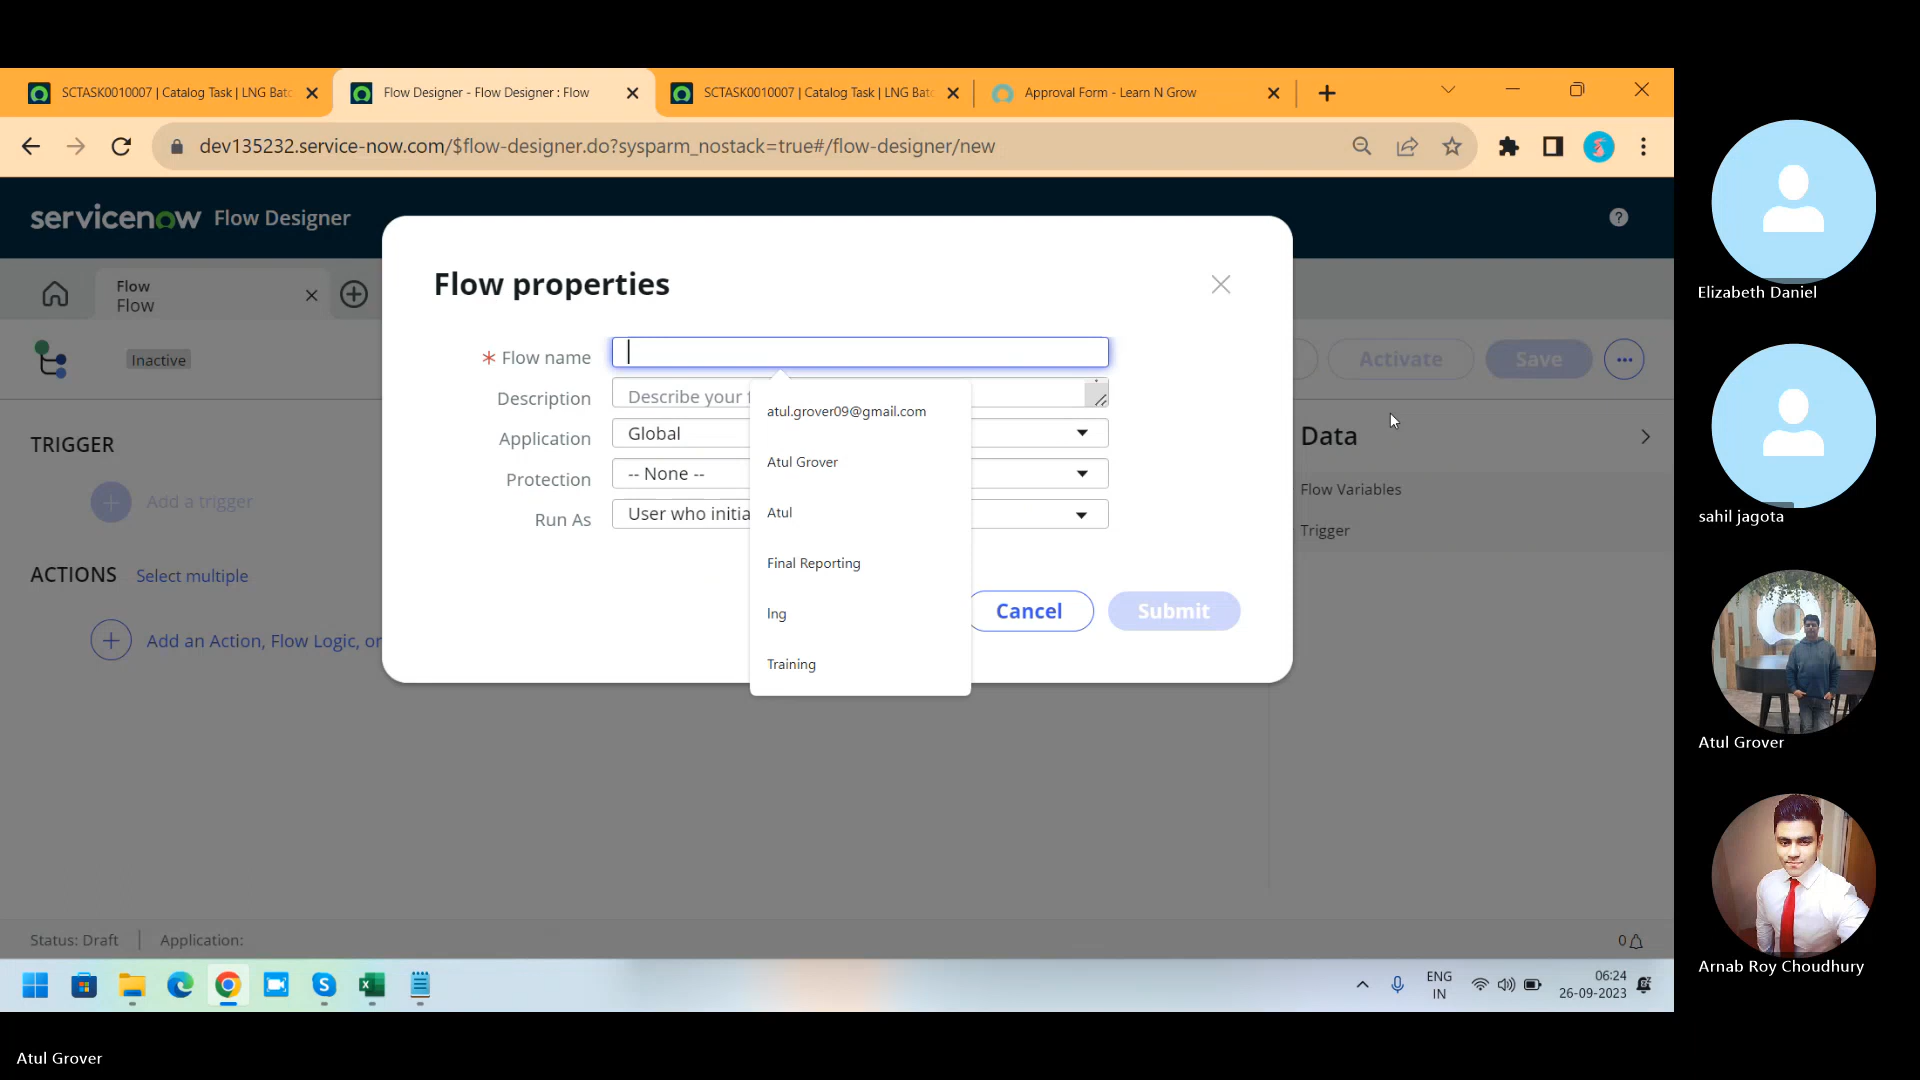 SCTASK0010007 | Catalog Task | LNG Batc
Flow Designer - Flow Designer : Flow
SCTASK0010007 | Catalog Task | LNG Batc
Approval Form - Learn N Grow
dev135232.service-now.com/$flow-designer.do?sysparm_nostack=true#/flow-designer/new
servicenow Flow Designer
Flow
Flow
Inactive
Activate
Save
TRIGGER
Add a trigger
ACTIONS Select multiple
Add an Action, Flow Logic, or
Flow properties
* Flow name
Description
Describe your f
Application
Global
Protection
-- None --
Run As
User who initia
atul.grover09@gmail.com
Atul Grover
Atul
Final Reporting
lng
Training
Cancel
Submit
Data
Flow Variables
Trigger
Status: Draft
Application:
0
ENG
IN
06:24
26-09-2023
Elizabeth Daniel
sahil jagota
Atul Grover
Arnab Roy Choudhury
Atul Grover